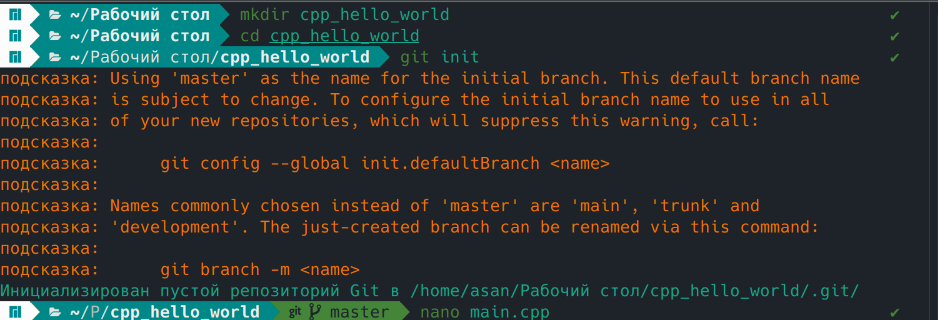 ~/Рабочий стол mkdir cpp_hello_world ✔
~/Рабочий стол cd cpp_hello_world ✔
~/Рабочий стол/cpp_hello_world git init ✔
подсказка: Using 'master' as the name for the initial branch. This default branch name
подсказка: is subject to change. To configure the initial branch name to use in all
подсказка: of your new repositories, which will suppress this warning, call:
подсказка:
подсказка: git config --global init.defaultBranch <name>
подсказка:
подсказка: Names commonly chosen instead of 'master' are 'main', 'trunk' and
подсказка: 'development'. The just-created branch can be renamed via this command:
подсказка:
подсказка: git branch -m <name>
Инициализирован пустой репозиторий Git в /home/asan/Рабочий стол/cpp_hello_world/.git/
~/Р/cpp_hello_world git master nano main.cpp ✔